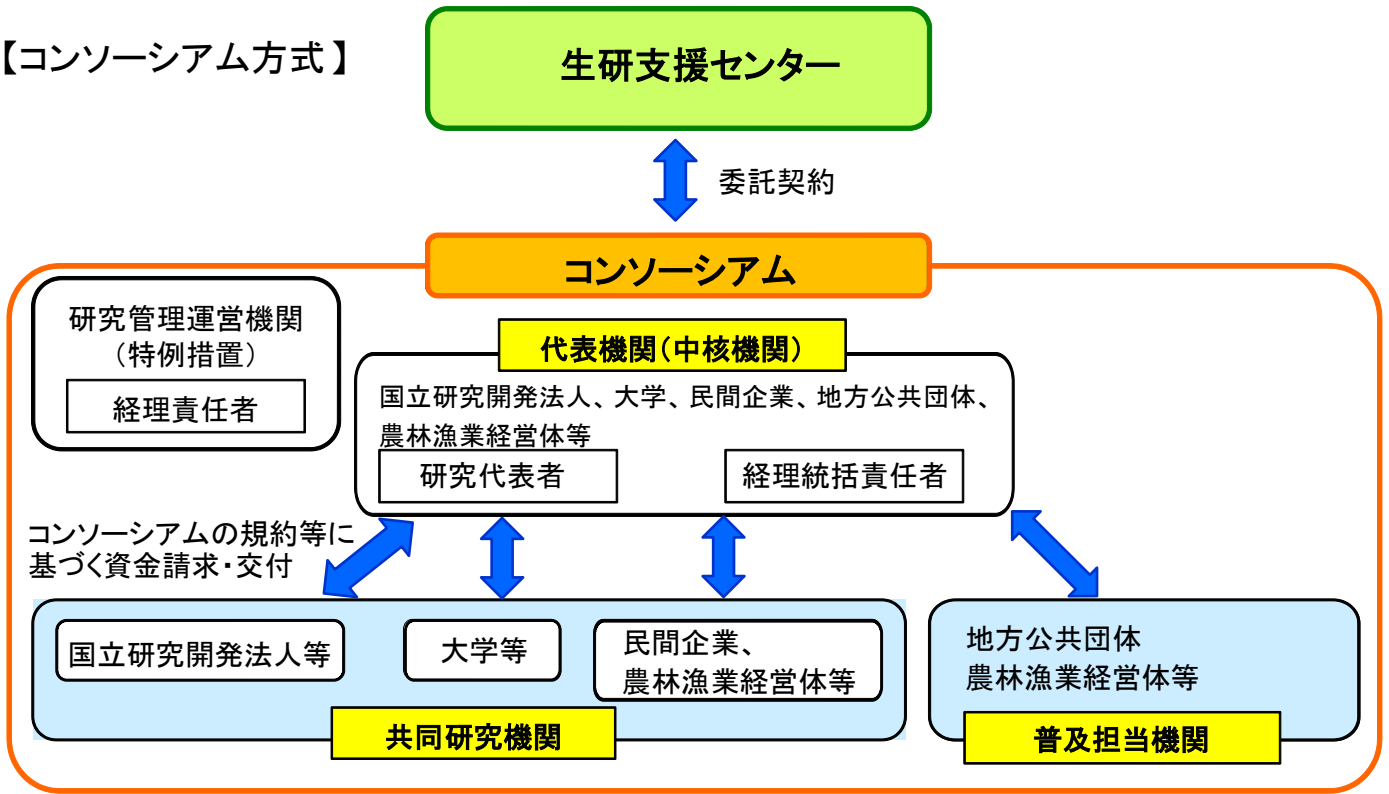 【コンソーシアム方式】
生研支援センター
委託契約
コンソーシアム
研究管理運営機関
（特例措置）
経理責任者
代表機関（中核機関）
国立研究開発法人、大学、民間企業、地方公共団体、
農林漁業経営体等
研究代表者
経理統括責任者
コンソーシアムの規約等に
基づく資金請求・交付
国立研究開発法人等
大学等
民間企業、
農林漁業経営体等
共同研究機関
地方公共団体
農林漁業経営体等
普及担当機関